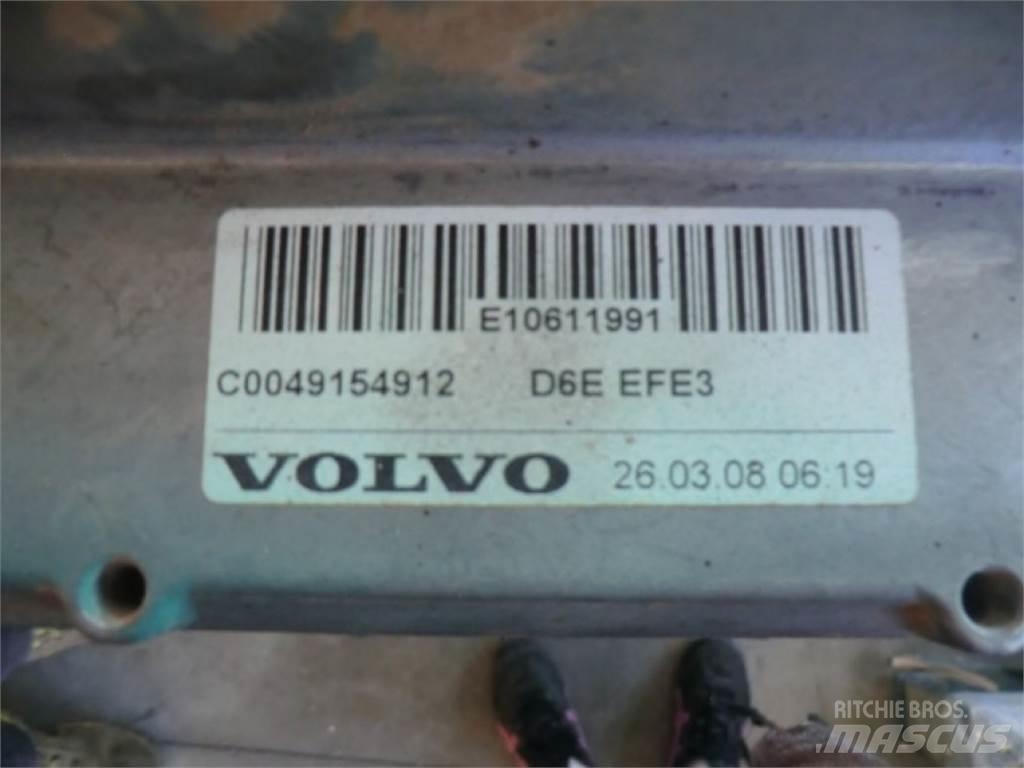 E10611991
C0049154912 D6E EFE3
VOLVO 26.03.08 06:19
RITCHIE BROS.
MASCUS